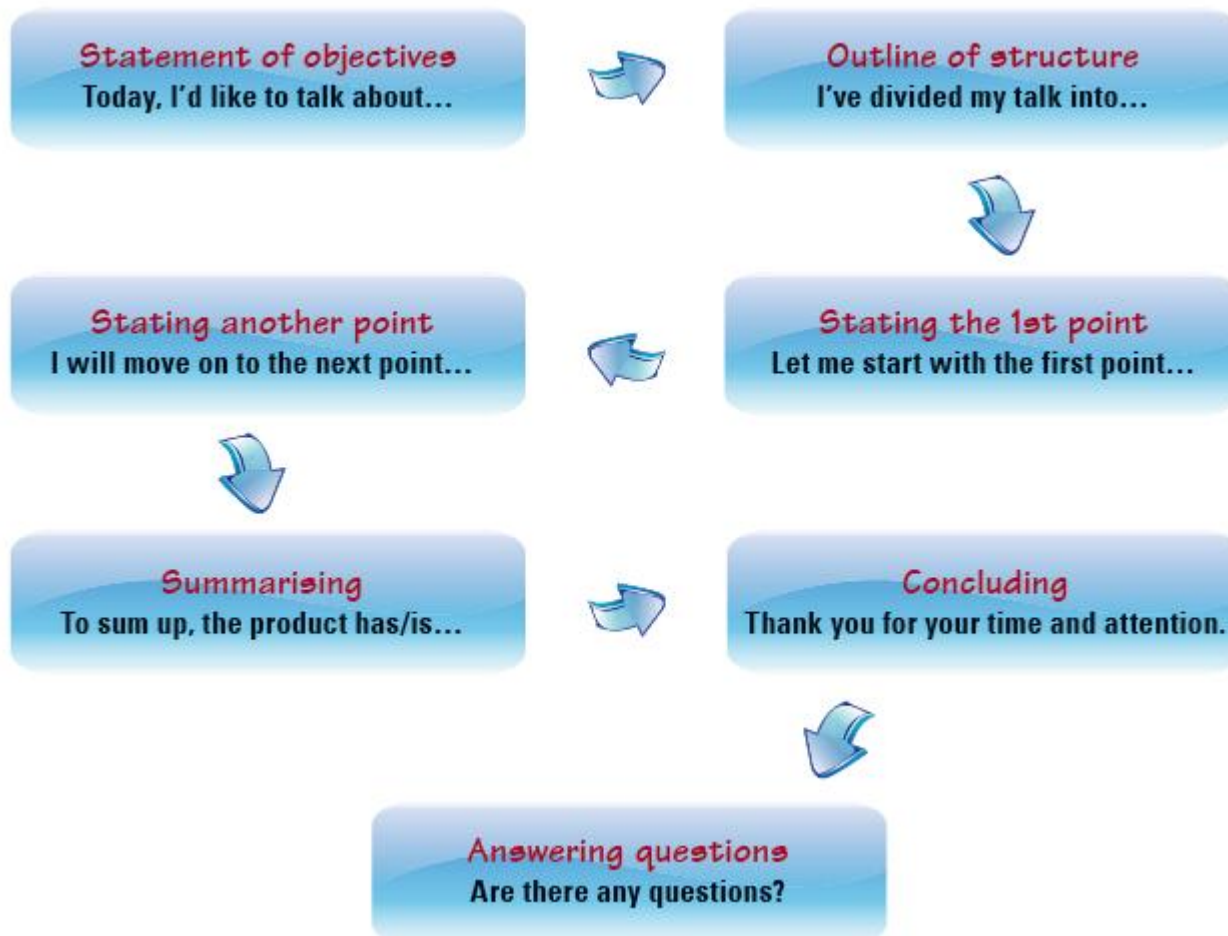 Statement of objectives
Today, I'd like to talk about...
Outline of structure
I've divided my talk into...
Stating the 1st point
Let me start with the first point...
Stating another point
I will move on to the next point...
Summarising
To sum up, the product has/is...
Concluding
Thank you for your time and attention.
Answering questions
Are there any questions?